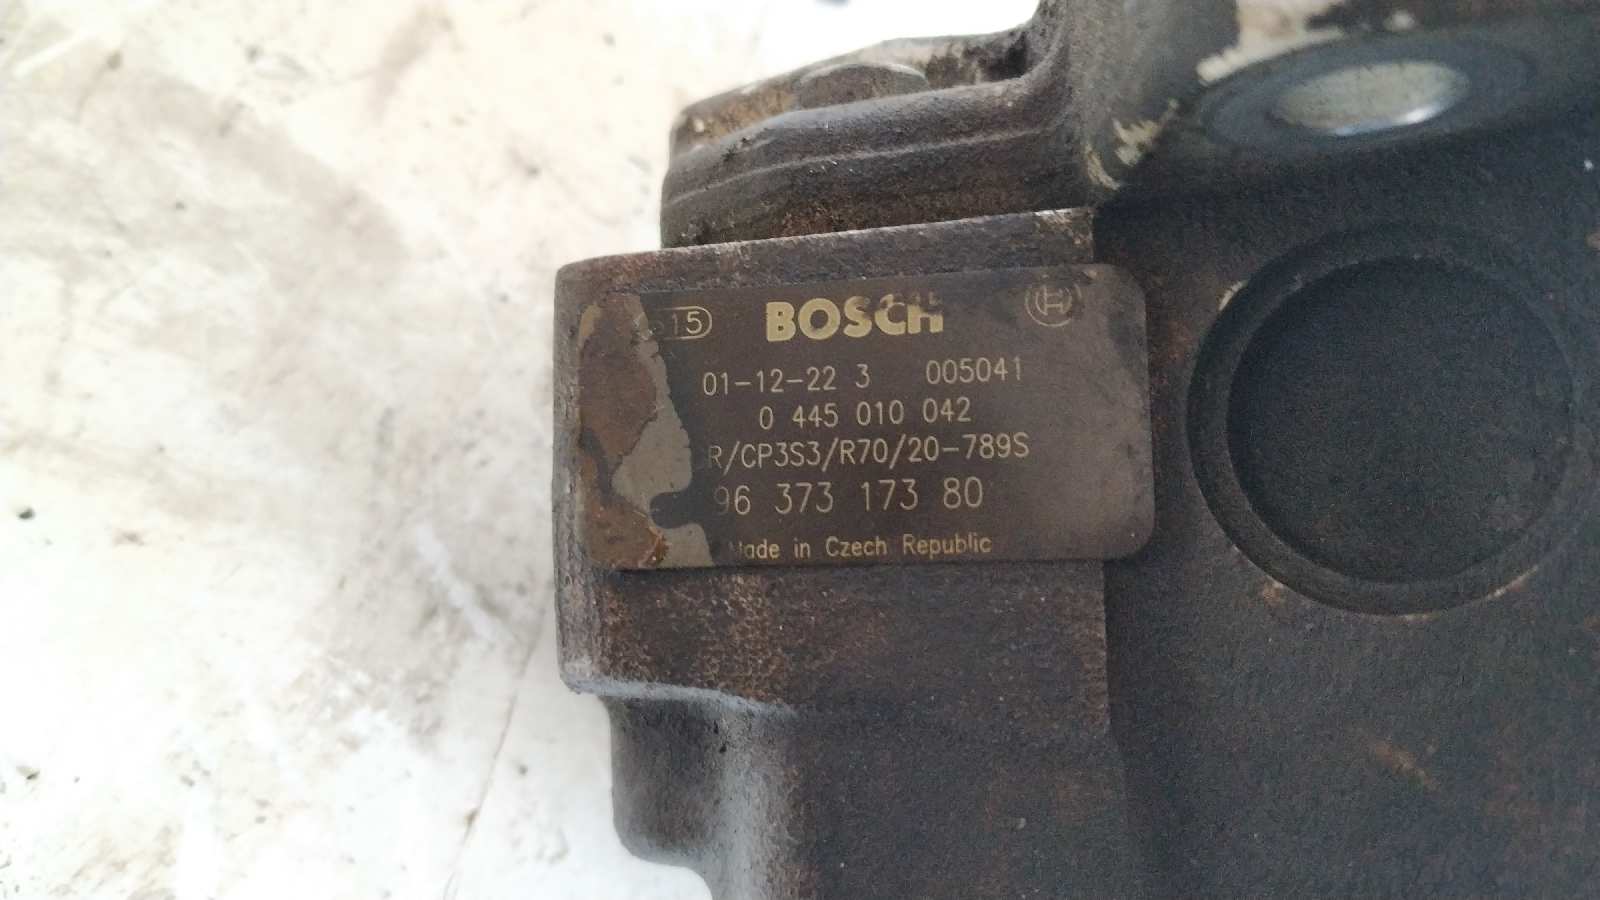 15 BOSCH
01-12-22 3 005041
0 445 010 042
R/CP3S3/R70/20-789S
96 373 173 80
Made in Czech Republic